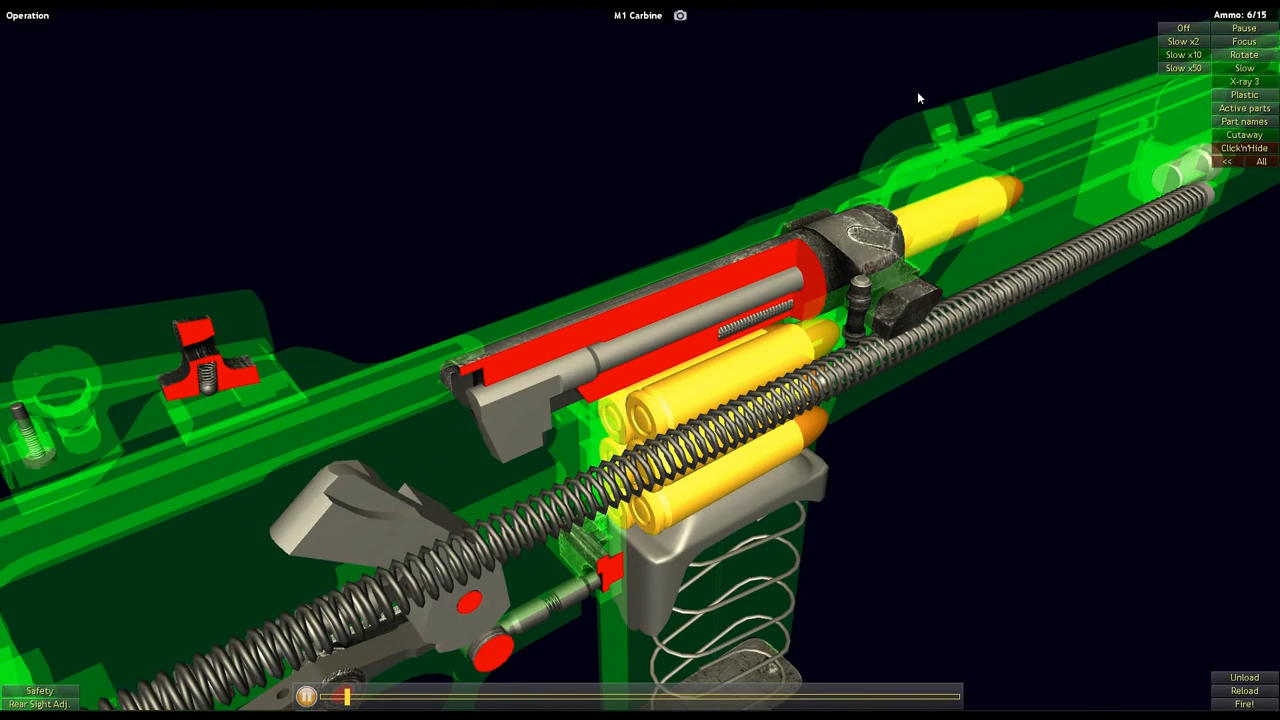 Operation
M1 Carbine
Ammo: 6/15
Off
Pause
Slow x2
Focus
Slow x10
Rotate
Slow x50
Slow
X-ray 3
Plastic
Active parts
Part names
Cutaway
Click'n'Hide
<< All
Safety
Rear Sight Adj.
Unload
Reload
Fire!